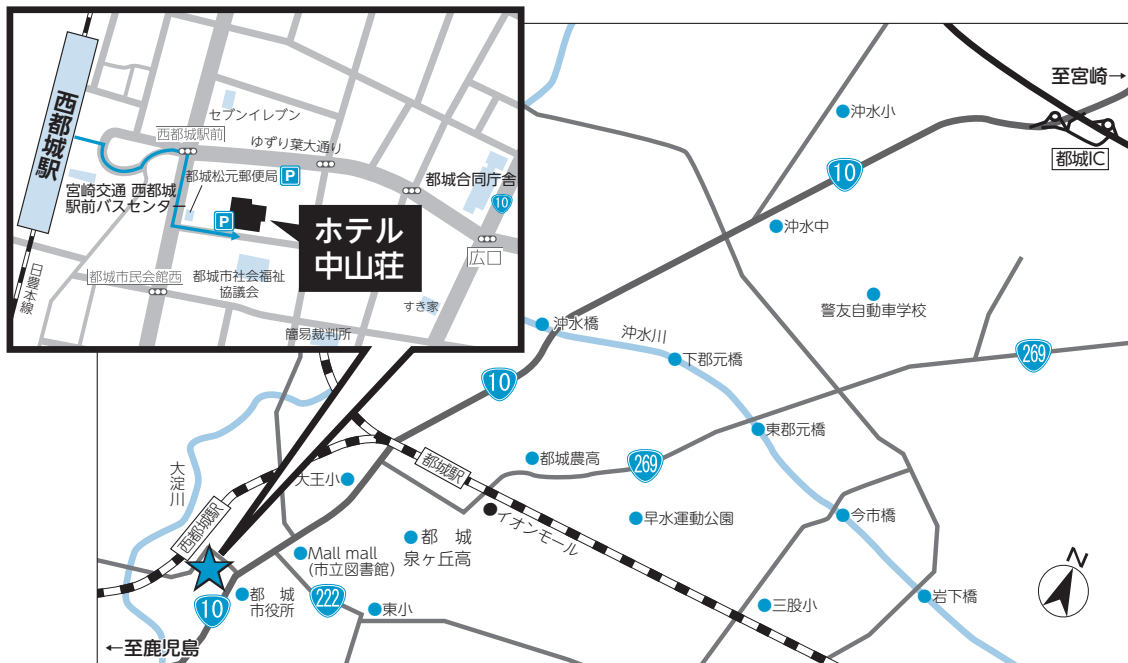 西都城駅
日豊本線
セブンイレブン
西都城駅前
ゆずり葉大通り
都城松元郵便局
P
宮崎交通 西都城
駅前バスセンター
P
都城合同庁舎
10
ホテル
中山荘
広口
都城市民会館西
都城市社会福祉
協議会
すき家
簡易裁判所
至宮崎→
都城IC
沖水小
10
沖水中
警友自動車学校
沖水橋
沖水川
下郡元橋
269
10
東郡元橋
都城農高
269
都城駅
大王小
大淀川
西都城駅
イオンモール
早水運動公園
今市橋
都 城
泉ヶ丘高
Mall mall
(市立図書館)
10
都 城
市役所
222
東小
三股小
岩下橋
N
←至鹿児島